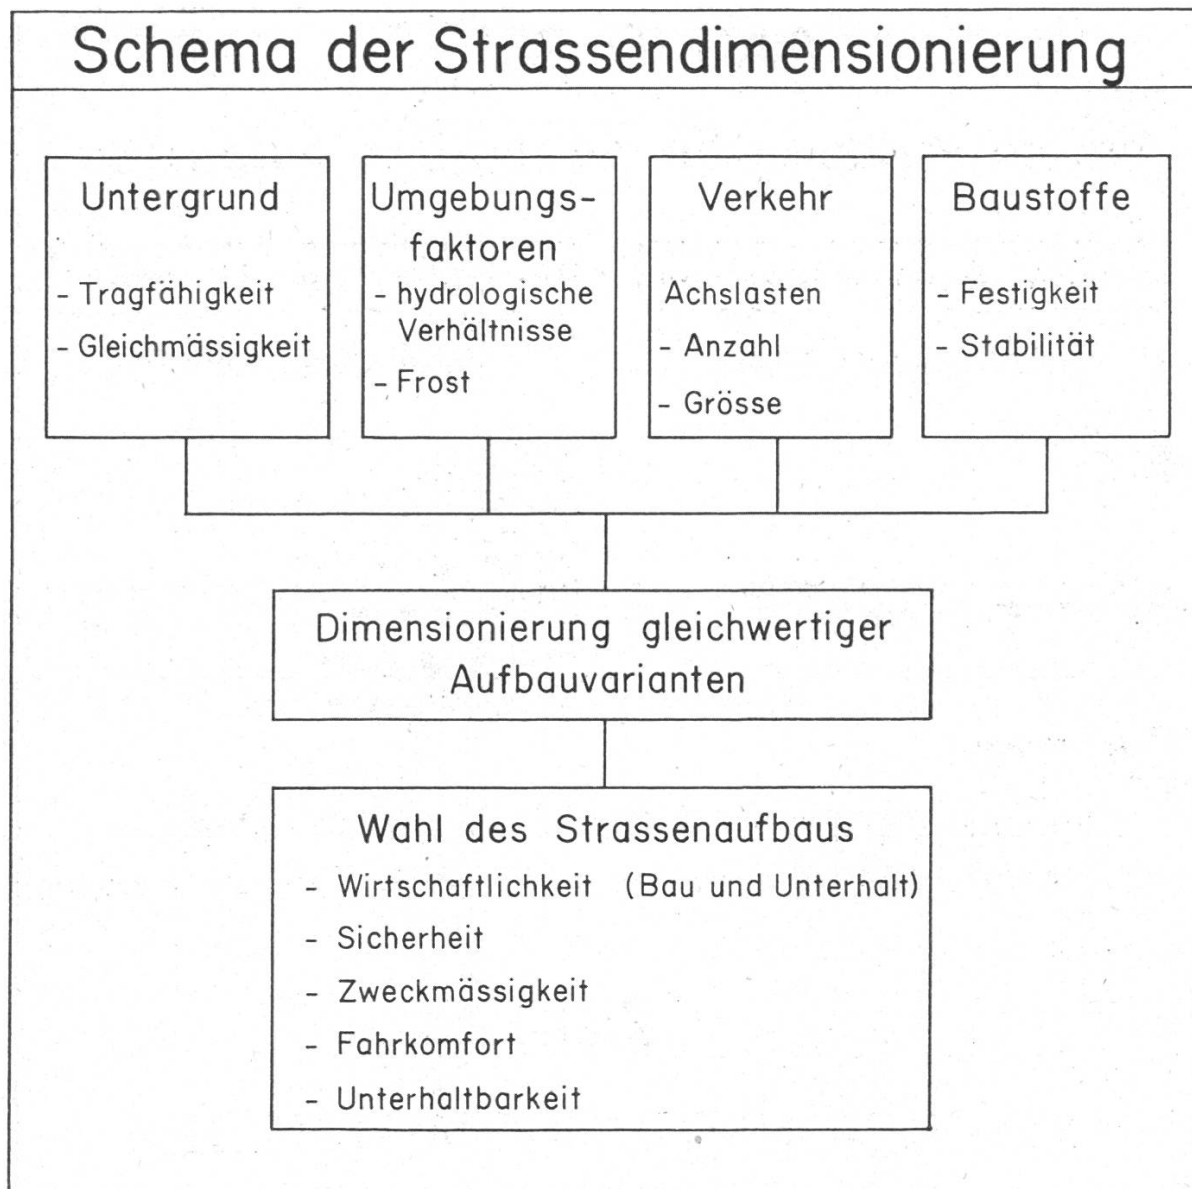 Schema der Strassendimensionierung
Untergrund
- Tragfähigkeit
- Gleichmässigkeit
Umgebungs-
faktoren
- hydrologische
Verhältnisse
- Frost
Verkehr
Achslasten
- Anzahl
- Grösse
Baustoffe
- Festigkeit
- Stabilität
Dimensionierung gleichwertiger
Aufbauvarianten
Wahl des Strassenaufbaus
- Wirtschaftlichkeit (Bau und Unterhalt)
- Sicherheit
- Zweckmässigkeit
- Fahrkomfort
- Unterhaltbarkeit